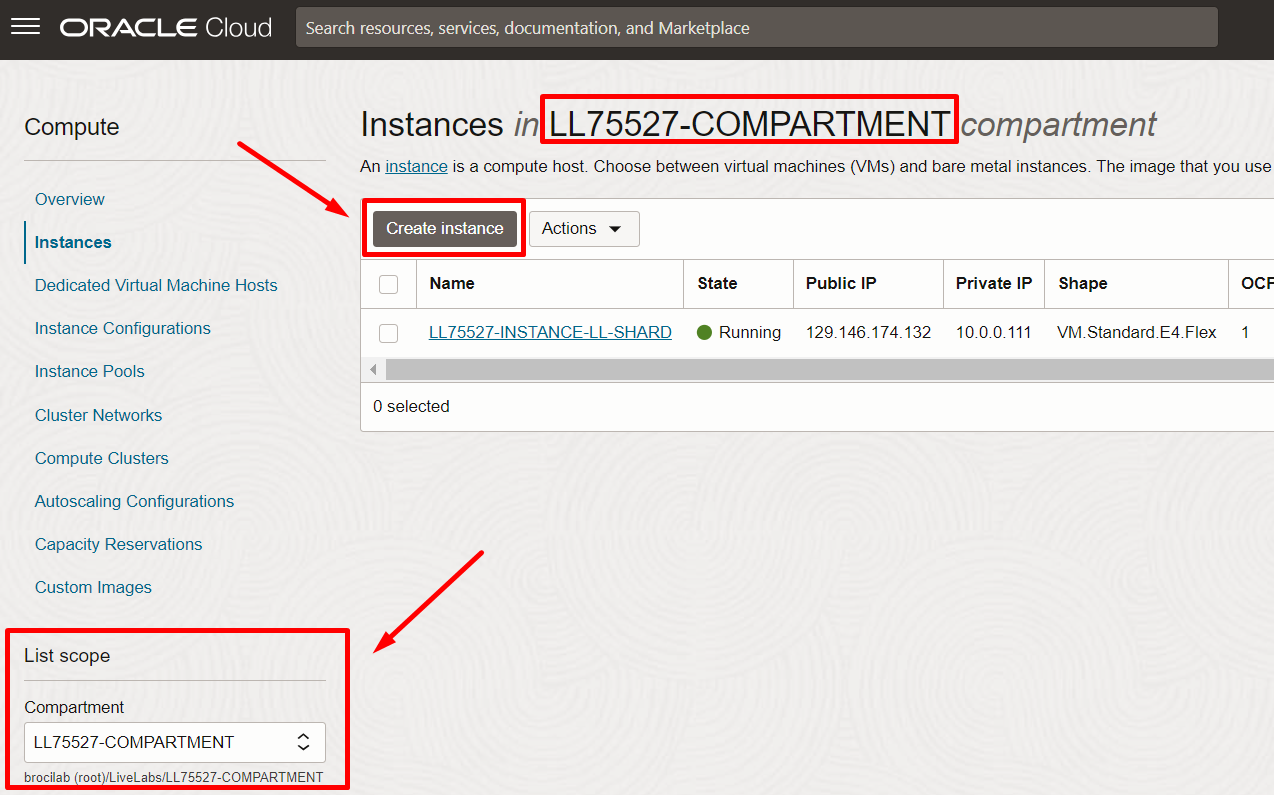 ORACLE Cloud
Search resources, services, documentation, and Marketplace
Compute
Overview
Instances
Dedicated Virtual Machine Hosts
Instance Configurations
Instance Pools
Cluster Networks
Compute Clusters
Autoscaling Configurations
Capacity Reservations
Custom Images
List scope
Compartment
LL75527-COMPARTMENT
brocilab (root)/LiveLabs/LL75527-COMPARTMENT
Instances in LL75527-COMPARTMENT compartment
An instance is a compute host. Choose between virtual machines (VMs) and bare metal instances. The image that you use
Create instance Actions
Name State Public IP Private IP Shape
LL75527-INSTANCE-LL-SHARD Running 129.146.174.132 10.0.0.111 VM.Standard.E4.Flex 1
0 selected